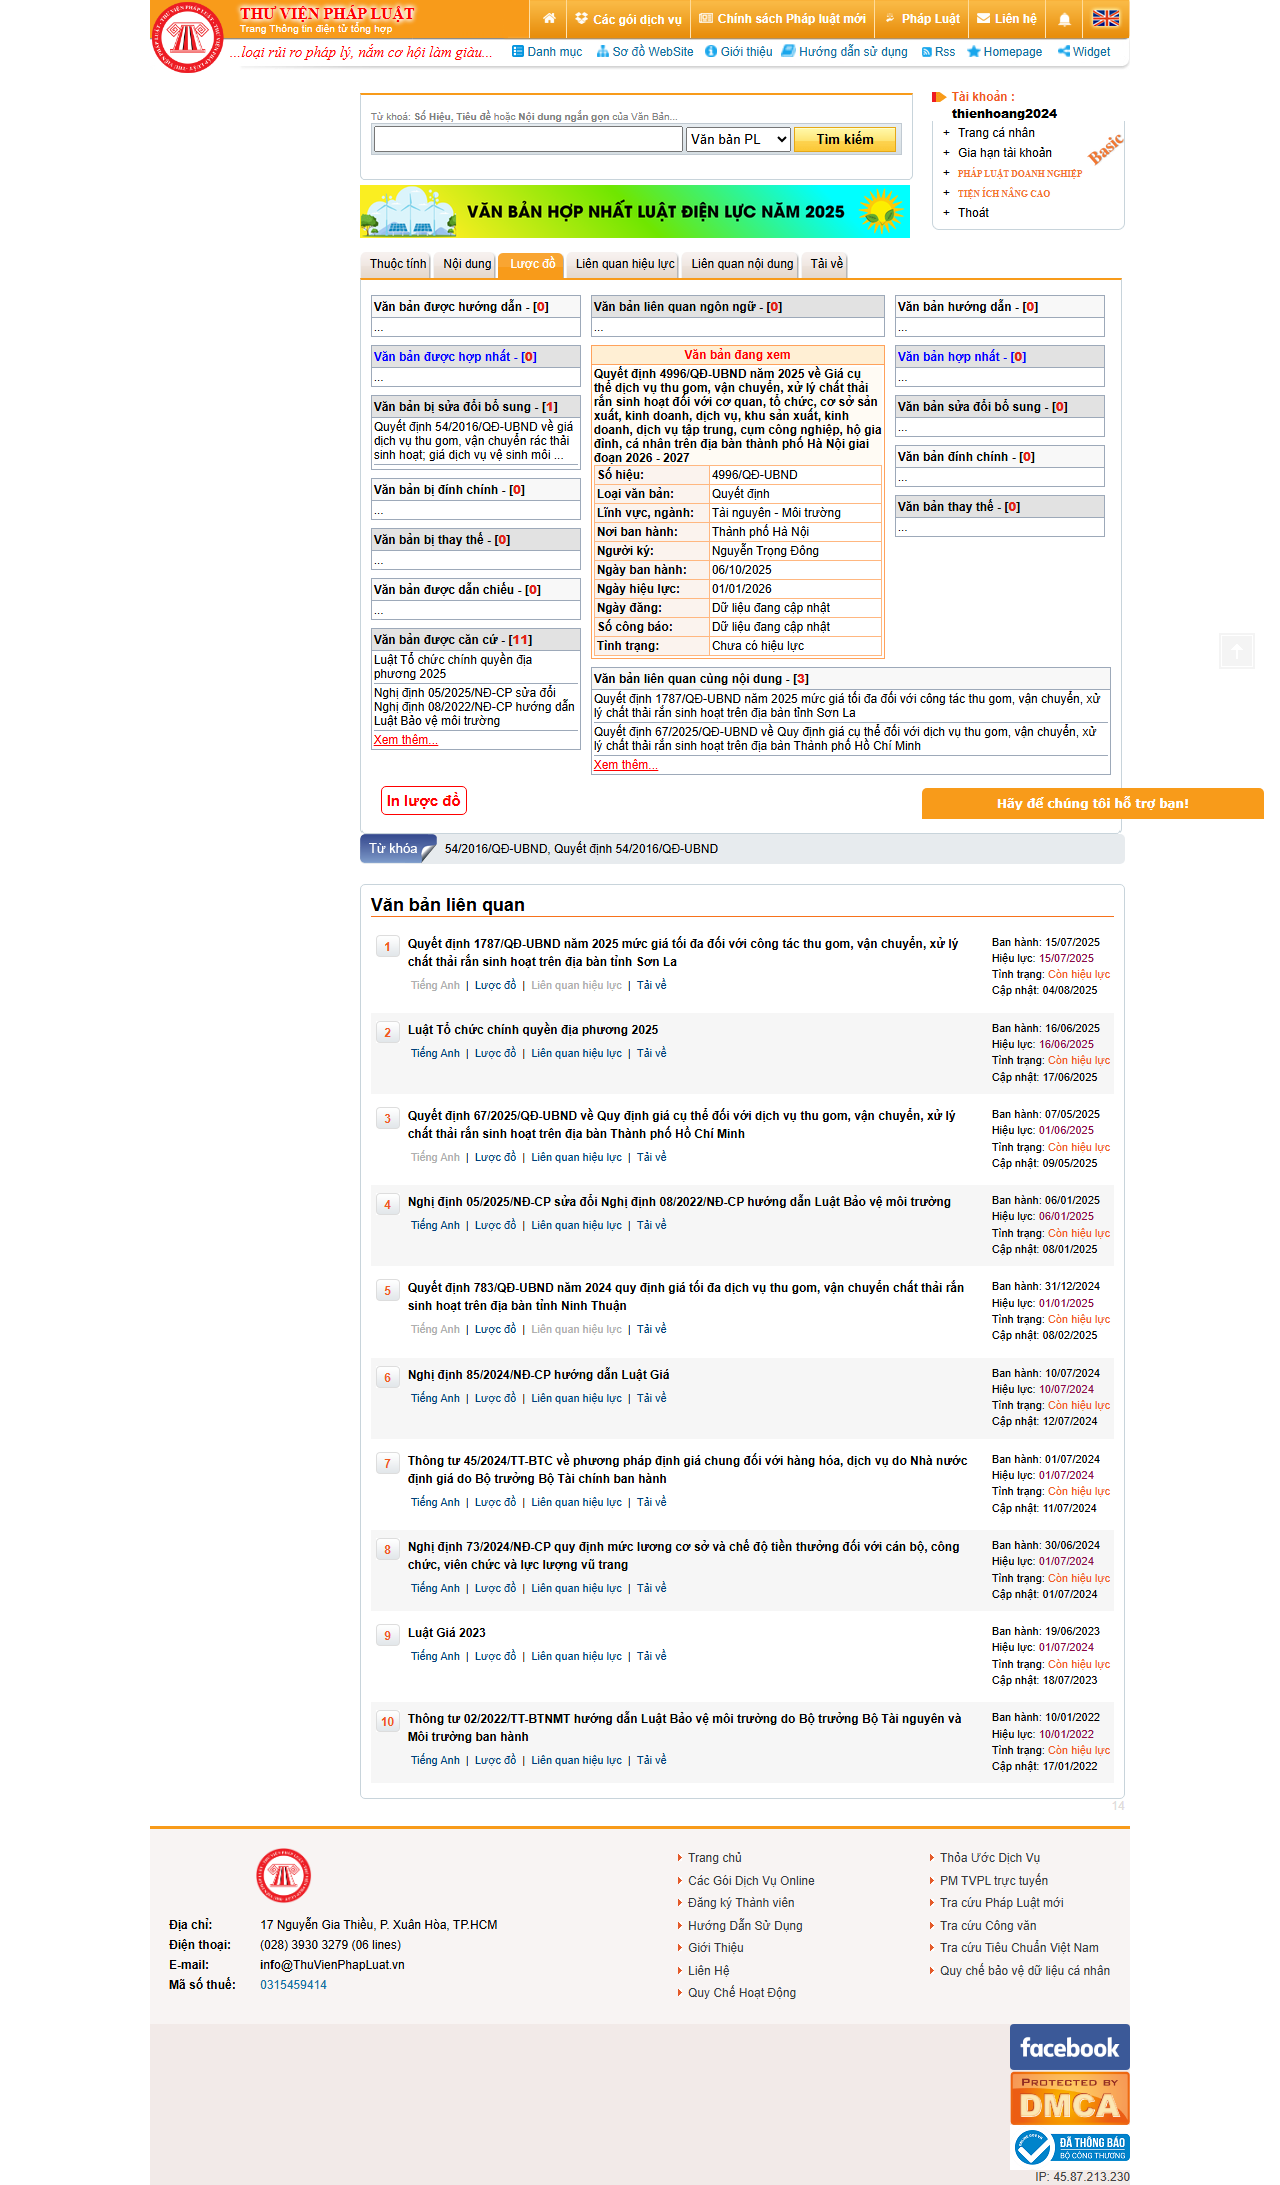 THƯ VIỆN PHÁP LUẬT
Trang Thông tin điện tử tổng hợp
Các gói dịch vụ
Chính sách Pháp luật mới
Pháp Luật
Liên hệ
...loại rủi ro pháp lý, nắm cơ hội làm giàu...
Danh mục
Sơ đồ WebSite
Giới thiệu
Hướng dẫn sử dụng
Rss
Homepage
Widget
Từ khoá: Số Hiệu, Tiêu đề hoặc Nội dung ngắn gọn của Văn Bản...
Văn bản PL
Tìm kiếm
Tài khoản :
thienhoang2024
+ Trang cá nhân
+ Gia hạn tài khoản
+ PHÁP LUẬT DOANH NGHIỆP
+ TIỆN ÍCH NÂNG CAO
+ Thoát
Basic
VĂN BẢN HỢP NHẤT LUẬT ĐIỆN LỰC NĂM 2025
Thuộc tính
Nội dung
Lược đồ
Liên quan hiệu lực
Liên quan nội dung
Tải về
Văn bản được hướng dẫn - [0]
...
Văn bản được hợp nhất - [0]
...
Văn bản bị sửa đổi bổ sung - [1]
Quyết định 54/2016/QĐ-UBND về giá
dịch vụ thu gom, vận chuyển rác thải
sinh hoạt; giá dịch vụ vệ sinh môi ...
Văn bản bị đính chính - [0]
...
Văn bản bị thay thế - [0]
...
Văn bản được dẫn chiếu - [0]
...
Văn bản được căn cứ - [11]
Luật Tổ chức chính quyền địa
phương 2025
Nghị định 05/2025/NĐ-CP sửa đổi
Nghị định 08/2022/NĐ-CP hướng dẫn
Luật Bảo vệ môi trường
Xem thêm...
Văn bản liên quan ngôn ngữ - [0]
...
Văn bản đang xem
Quyết định 4996/QĐ-UBND năm 2025 về Giá cụ
thể dịch vụ thu gom, vận chuyển, xử lý chất thải
rắn sinh hoạt đối với cơ quan, tổ chức, cơ sở sản
xuất, kinh doanh, dịch vụ, khu sản xuất, kinh
doanh, dịch vụ tập trung, cụm công nghiệp, hộ gia
đình, cá nhân trên địa bàn thành phố Hà Nội giai
đoạn 2026 - 2027
Số hiệu: 4996/QĐ-UBND
Loại văn bản: Quyết định
Lĩnh vực, ngành: Tài nguyên - Môi trường
Nơi ban hành: Thành phố Hà Nội
Người ký: Nguyễn Trọng Đông
Ngày ban hành: 06/10/2025
Ngày hiệu lực: 01/01/2026
Ngày đăng: Dữ liệu đang cập nhật
Số công báo: Dữ liệu đang cập nhật
Tình trạng: Chưa có hiệu lực
Văn bản hướng dẫn - [0]
...
Văn bản hợp nhất - [0]
...
Văn bản sửa đổi bổ sung - [0]
...
Văn bản đính chính - [0]
...
Văn bản thay thế - [0]
...
Văn bản liên quan cùng nội dung - [3]
Quyết định 1787/QĐ-UBND năm 2025 mức giá tối đa đối với công tác thu gom, vận chuyển, xử
lý chất thải rắn sinh hoạt trên địa bàn tỉnh Sơn La
Quyết định 67/2025/QĐ-UBND về Quy định giá cụ thể đối với dịch vụ thu gom, vận chuyển, xử
lý chất thải rắn sinh hoạt trên địa bàn Thành phố Hồ Chí Minh
Xem thêm...
In lược đồ
Hãy để chúng tôi hỗ trợ bạn!
Từ khóa
54/2016/QĐ-UBND, Quyết định 54/2016/QĐ-UBND
Văn bản liên quan
1
Quyết định 1787/QĐ-UBND năm 2025 mức giá tối đa đối với công tác thu gom, vận chuyển, xử lý
chất thải rắn sinh hoạt trên địa bàn tỉnh Sơn La
Tiếng Anh | Lược đồ | Liên quan hiệu lực | Tải về
Ban hành: 15/07/2025
Hiệu lực: 15/07/2025
Tình trạng: Còn hiệu lực
Cập nhật: 04/08/2025
2
Luật Tổ chức chính quyền địa phương 2025
Tiếng Anh | Lược đồ | Liên quan hiệu lực | Tải về
Ban hành: 16/06/2025
Hiệu lực: 16/06/2025
Tình trạng: Còn hiệu lực
Cập nhật: 17/06/2025
3
Quyết định 67/2025/QĐ-UBND về Quy định giá cụ thể đối với dịch vụ thu gom, vận chuyển, xử lý
chất thải rắn sinh hoạt trên địa bàn Thành phố Hồ Chí Minh
Tiếng Anh | Lược đồ | Liên quan hiệu lực | Tải về
Ban hành: 07/05/2025
Hiệu lực: 01/06/2025
Tình trạng: Còn hiệu lực
Cập nhật: 09/05/2025
4
Nghị định 05/2025/NĐ-CP sửa đổi Nghị định 08/2022/NĐ-CP hướng dẫn Luật Bảo vệ môi trường
Tiếng Anh | Lược đồ | Liên quan hiệu lực | Tải về
Ban hành: 06/01/2025
Hiệu lực: 06/01/2025
Tình trạng: Còn hiệu lực
Cập nhật: 08/01/2025
5
Quyết định 783/QĐ-UBND năm 2024 quy định giá tối đa dịch vụ thu gom, vận chuyển chất thải rắn
sinh hoạt trên địa bàn tỉnh Ninh Thuận
Tiếng Anh | Lược đồ | Liên quan hiệu lực | Tải về
Ban hành: 31/12/2024
Hiệu lực: 01/01/2025
Tình trạng: Còn hiệu lực
Cập nhật: 08/02/2025
6
Nghị định 85/2024/NĐ-CP hướng dẫn Luật Giá
Tiếng Anh | Lược đồ | Liên quan hiệu lực | Tải về
Ban hành: 10/07/2024
Hiệu lực: 10/07/2024
Tình trạng: Còn hiệu lực
Cập nhật: 12/07/2024
7
Thông tư 45/2024/TT-BTC về phương pháp định giá chung đối với hàng hóa, dịch vụ do Nhà nước
định giá do Bộ trưởng Bộ Tài chính ban hành
Tiếng Anh | Lược đồ | Liên quan hiệu lực | Tải về
Ban hành: 01/07/2024
Hiệu lực: 01/07/2024
Tình trạng: Còn hiệu lực
Cập nhật: 11/07/2024
8
Nghị định 73/2024/NĐ-CP quy định mức lương cơ sở và chế độ tiền thưởng đối với cán bộ, công
chức, viên chức và lực lượng vũ trang
Tiếng Anh | Lược đồ | Liên quan hiệu lực | Tải về
Ban hành: 30/06/2024
Hiệu lực: 01/07/2024
Tình trạng: Còn hiệu lực
Cập nhật: 01/07/2024
9
Luật Giá 2023
Tiếng Anh | Lược đồ | Liên quan hiệu lực | Tải về
Ban hành: 19/06/2023
Hiệu lực: 01/07/2024
Tình trạng: Còn hiệu lực
Cập nhật: 18/07/2023
10
Thông tư 02/2022/TT-BTNMT hướng dẫn Luật Bảo vệ môi trường do Bộ trưởng Bộ Tài nguyên và
Môi trường ban hành
Tiếng Anh | Lược đồ | Liên quan hiệu lực | Tải về
Ban hành: 10/01/2022
Hiệu lực: 10/01/2022
Tình trạng: Còn hiệu lực
Cập nhật: 17/01/2022
14
Địa chỉ: 17 Nguyễn Gia Thiều, P. Xuân Hòa, TP.HCM
Điện thoại: (028) 3930 3279 (06 lines)
E-mail: info@ThuVienPhapLuat.vn
Mã số thuế: 0315459414
Trang chủ
Các Gói Dịch Vụ Online
Đăng ký Thành viên
Hướng Dẫn Sử Dụng
Giới Thiệu
Liên Hệ
Quy Chế Hoạt Động
Thỏa Ước Dịch Vụ
PM TVPL trực tuyến
Tra cứu Pháp Luật mới
Tra cứu Công văn
Tra cứu Tiêu Chuẩn Việt Nam
Quy chế bảo vệ dữ liệu cá nhân
facebook
PROTECTED BY
DMCA
ĐÃ THÔNG BÁO
BỘ CÔNG THƯƠNG
IP: 45.87.213.230